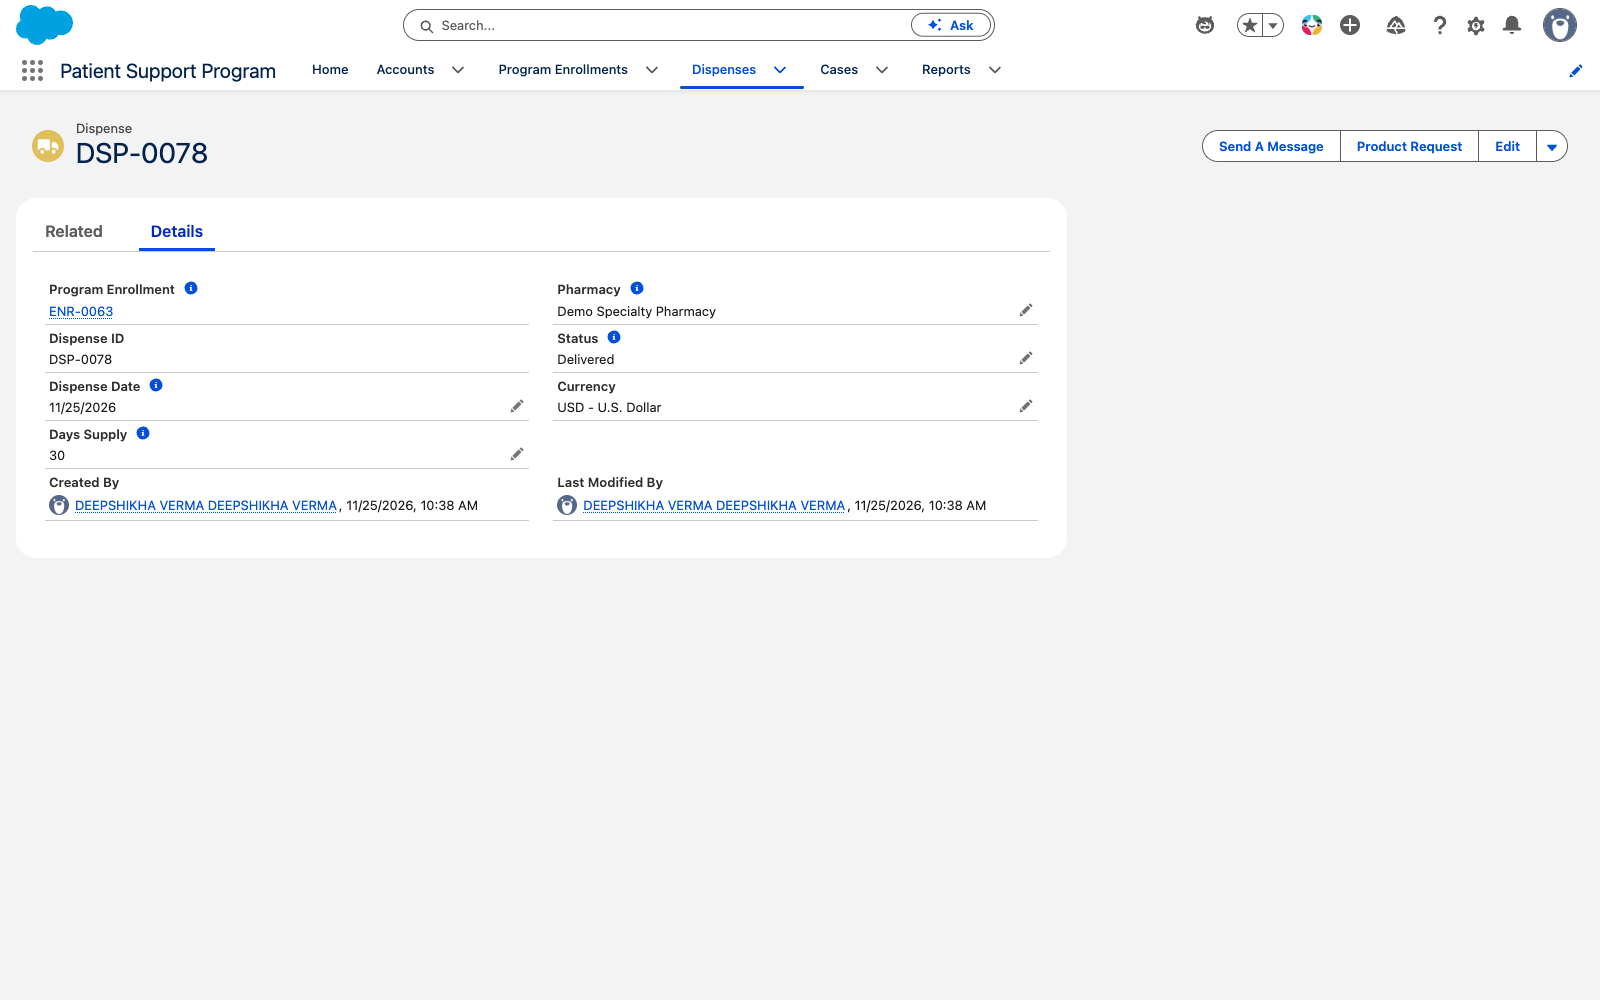 Search...
Ask
Patient Support Program
Home
Accounts
Program Enrollments
Dispenses
Cases
Reports
Dispense
DSP-0078
Send A Message
Product Request
Edit
Related
Details
Program Enrollment
ENR-0063
Pharmacy
Demo Specialty Pharmacy
Dispense ID
DSP-0078
Status
Delivered
Dispense Date
11/25/2026
Currency
USD - U.S. Dollar
Days Supply
30
Created By
DEEPSHIKHA VERMA DEEPSHIKHA VERMA, 11/25/2026, 10:38 AM
Last Modified By
DEEPSHIKHA VERMA DEEPSHIKHA VERMA, 11/25/2026, 10:38 AM